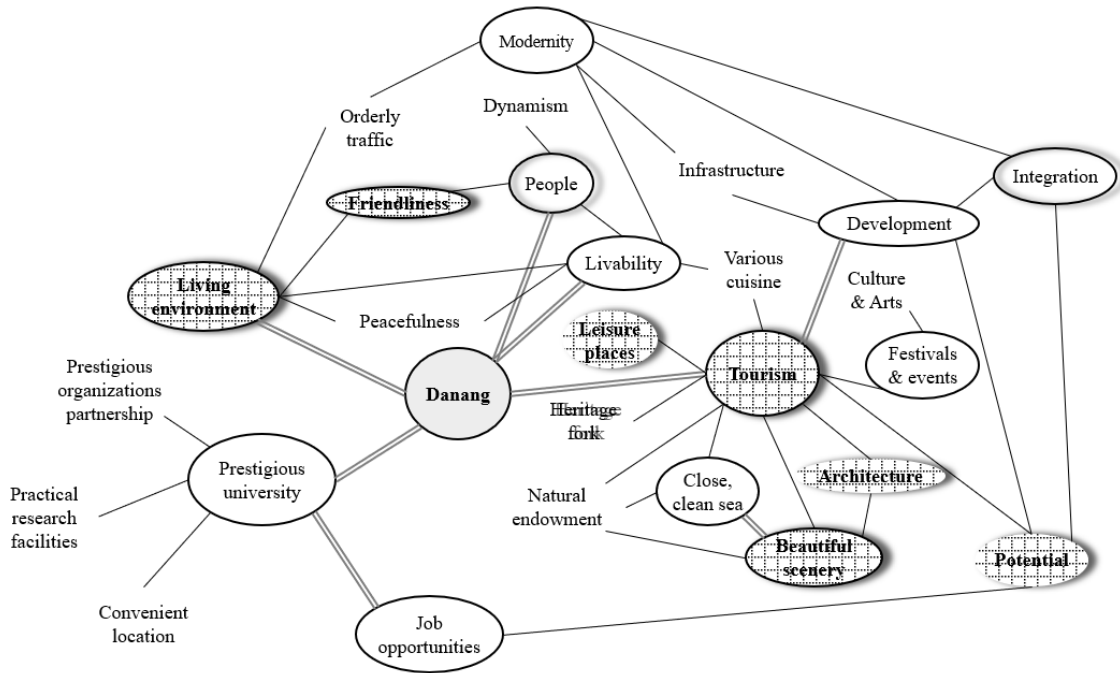 Modernity
Dynamism
Orderly
traffic
People
Infrastructure
Integration
Friendliness
Development
Livability
Various
cuisine
Culture
& Arts
Living
environment
Peacefulness
Leisure
places
Festivals
& events
Tourism
Prestigious
organizations
partnership
Danang
Heritage
Prestigious
university
Close,
clean sea
Architecture
Practical
research
facilities
Natural
endowment
Beautiful
scenery
Potential
Convenient
location
Job
opportunities